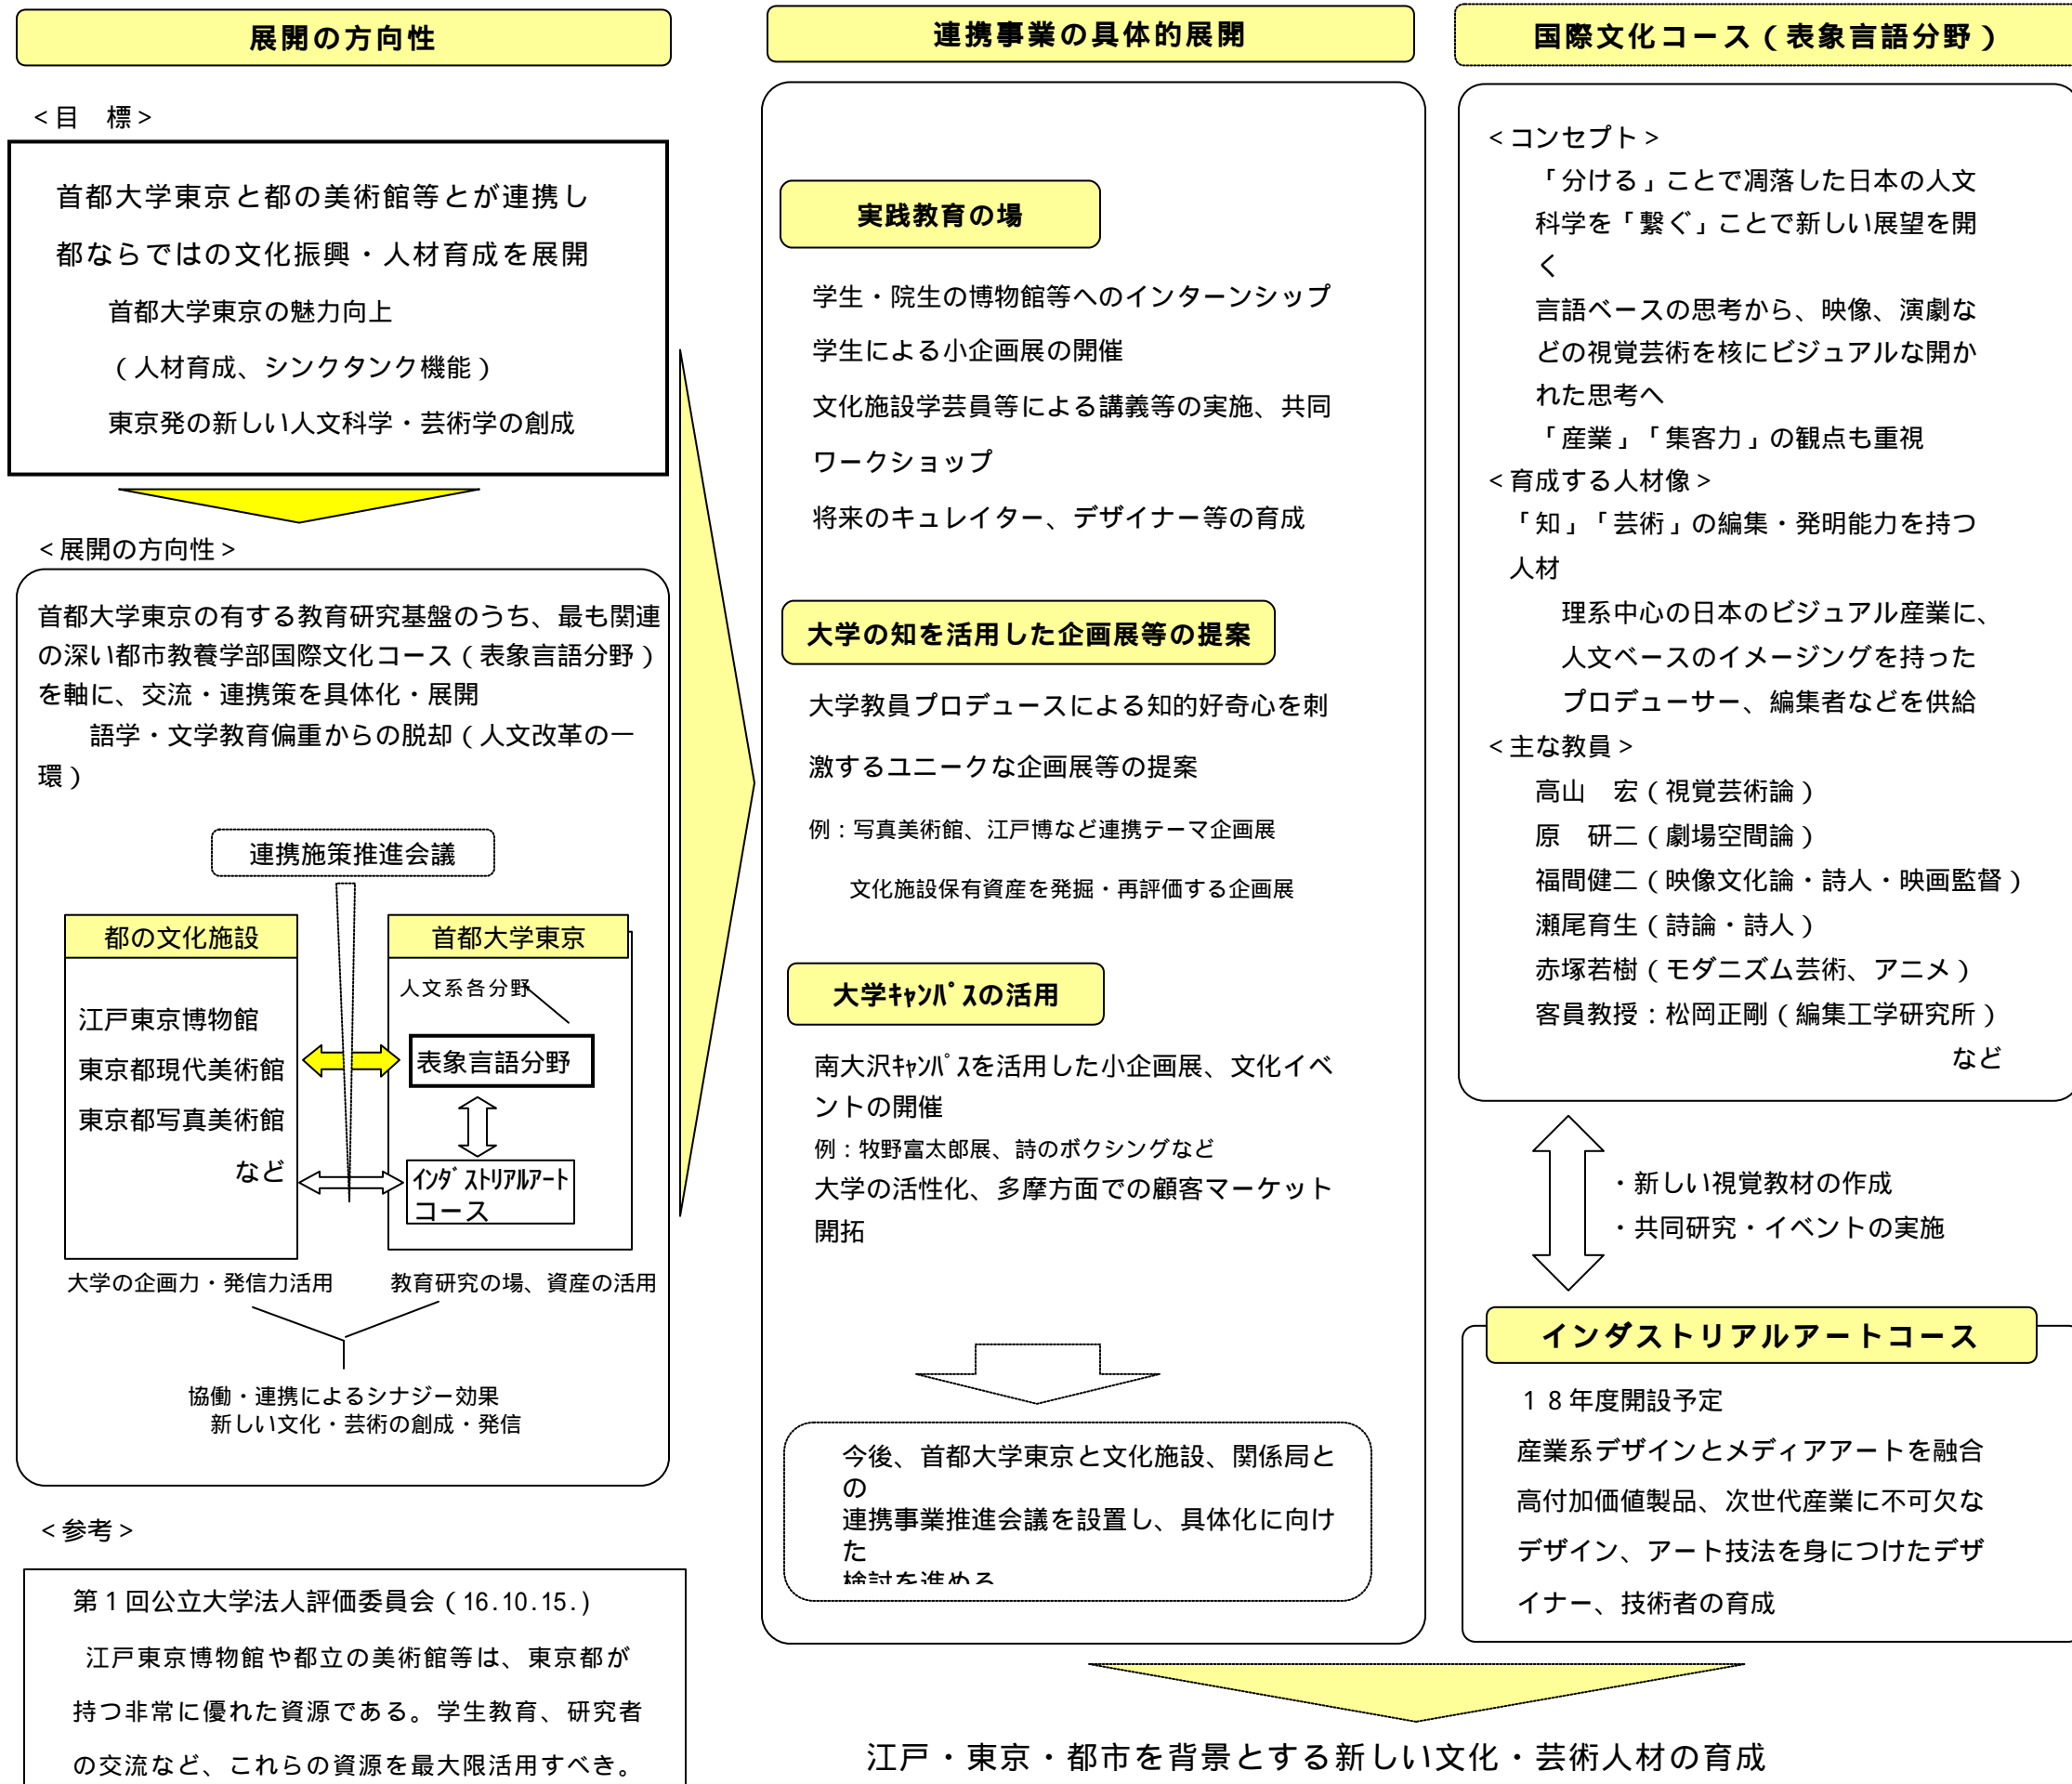 展開の方向性
<目　標>
首都大学東京と都の美術館等とが連携し
都ならではの文化振興・人材育成を展開
首都大学東京の魅力向上
（人材育成、シンクタンク機能）
東京発の新しい人文科学・芸術学の創成
<展開の方向性>
首都大学東京の有する教育研究基盤のうち、最も関連
の深い都市教養学部国際文化コース（表象言語分野）
を軸に、交流・連携策を具体化・展開
語学・文学教育偏重からの脱却（人文改革の一
環）
連携施策推進会議
都の文化施設
江戸東京博物館
東京都現代美術館
東京都写真美術館
など
首都大学東京
人文系各分野
表象言語分野
ｲﾝﾀﾞｽﾄﾘｱﾙｱｰﾄ
コース
大学の企画力・発信力活用
教育研究の場、資産の活用
協働・連携によるシナジー効果
新しい文化・芸術の創成・発信
<参考>
第1回公立大学法人評価委員会（16.10.15.）
江戸東京博物館や都立の美術館等は、東京都が
持つ非常に優れた資源である。学生教育、研究者
の交流など、これらの資源を最大限活用すべき。
連携事業の具体的展開
実践教育の場
学生・院生の博物館等へのインターンシップ
学生による小企画展の開催
文化施設学芸員等による講義等の実施、共同
ワークショップ
将来のキュレイター、デザイナー等の育成
大学の知を活用した企画展等の提案
大学教員プロデュースによる知的好奇心を刺
激するユニークな企画展等の提案
例：写真美術館、江戸博など連携テーマ企画展
文化施設保有資産を発掘・再評価する企画展
大学ｷｬﾝﾊﾟｽの活用
南大沢ｷｬﾝﾊﾟｽを活用した小企画展、文化イベ
ントの開催
例：牧野富太郎展、詩のボクシングなど
大学の活性化、多摩方面での顧客マーケット
開拓
今後、首都大学東京と文化施設、関係局と
の
連携事業推進会議を設置し、具体化に向け
た
検討を進める
国際文化コース（表象言語分野）
<コンセプト>
「分ける」ことで凋落した日本の人文
科学を「繋ぐ」ことで新しい展望を開
く
言語ベースの思考から、映像、演劇な
どの視覚芸術を核にビジュアルな開か
れた思考へ
「産業」「集客力」の観点も重視
<育成する人材像>
「知」「芸術」の編集・発明能力を持つ
人材
理系中心の日本のビジュアル産業に、
人文ベースのイメージングを持った
プロデューサー、編集者などを供給
<主な教員>
高山　宏（視覚芸術論）
原　研二（劇場空間論）
福間健二（映像文化論・詩人・映画監督）
瀬尾育生（詩論・詩人）
赤塚若樹（モダニズム芸術、アニメ）
客員教授：松岡正剛（編集工学研究所）
など
・新しい視覚教材の作成
・共同研究・イベントの実施
インダストリアルアートコース
１８年度開設予定
産業系デザインとメディアアートを融合
高付加価値製品、次世代産業に不可欠な
デザイン、アート技法を身につけたデザ
イナー、技術者の育成
江戸・東京・都市を背景とする新しい文化・芸術人材の育成